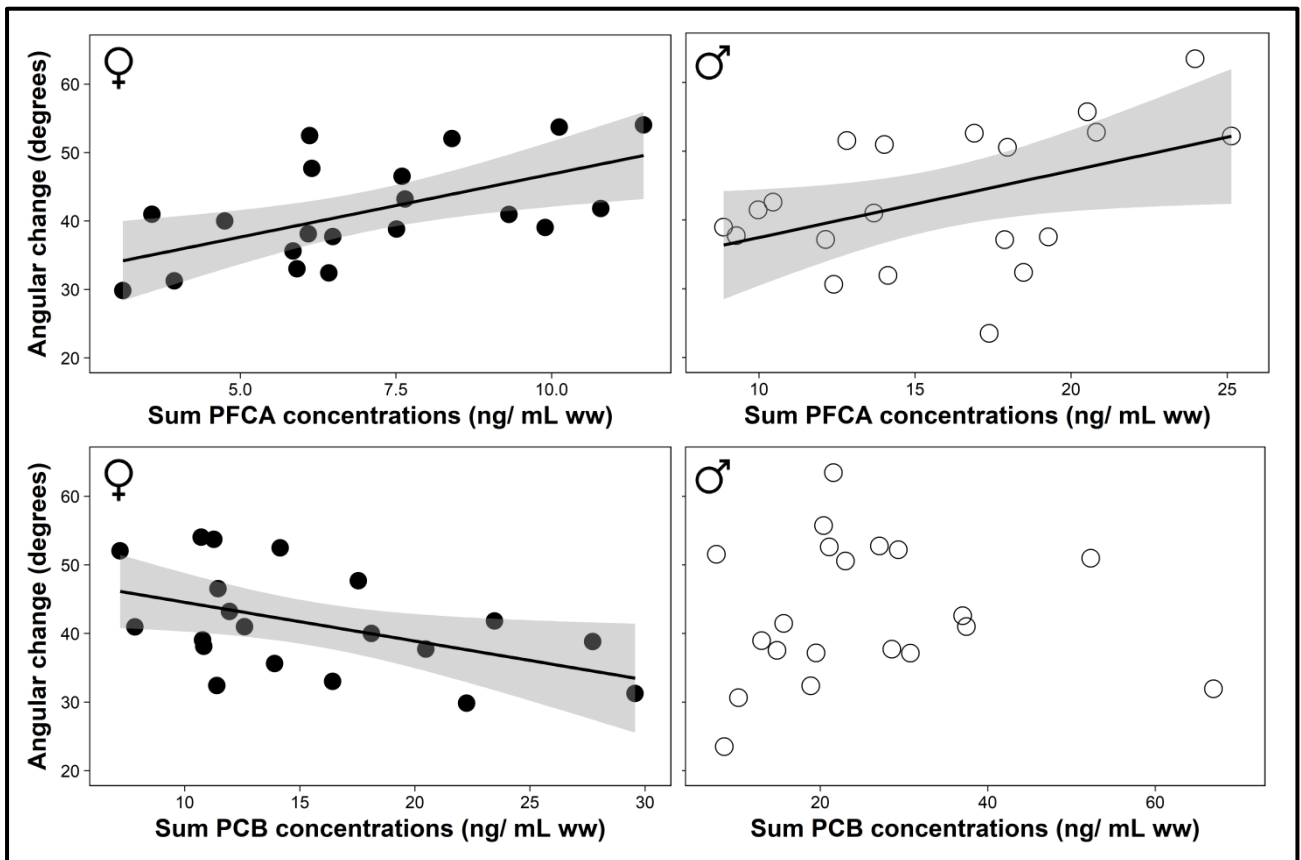 ♀
♂
Angular change (degrees)
60
50
40
30
20
5.0 7.5 10.0
10 15 20 25
Sum PFCA concentrations (ng/ mL ww)
Sum PFCA concentrations (ng/ mL ww)
♀
♂
Angular change (degrees)
60
50
40
30
20
10 15 20 25 30
20 40 60
Sum PCB concentrations (ng/ mL ww)
Sum PCB concentrations (ng/ mL ww)